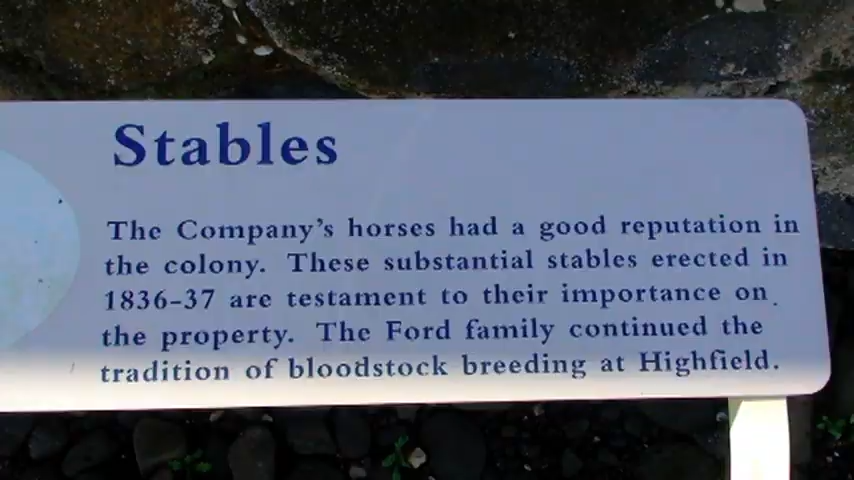 Stables
The Company's horses had a good reputation in
the colony. These substantial stables erected in
1836-37 are testament to their importance on
the property. The Ford family continued the
tradition of bloodstock breeding at Highfield.